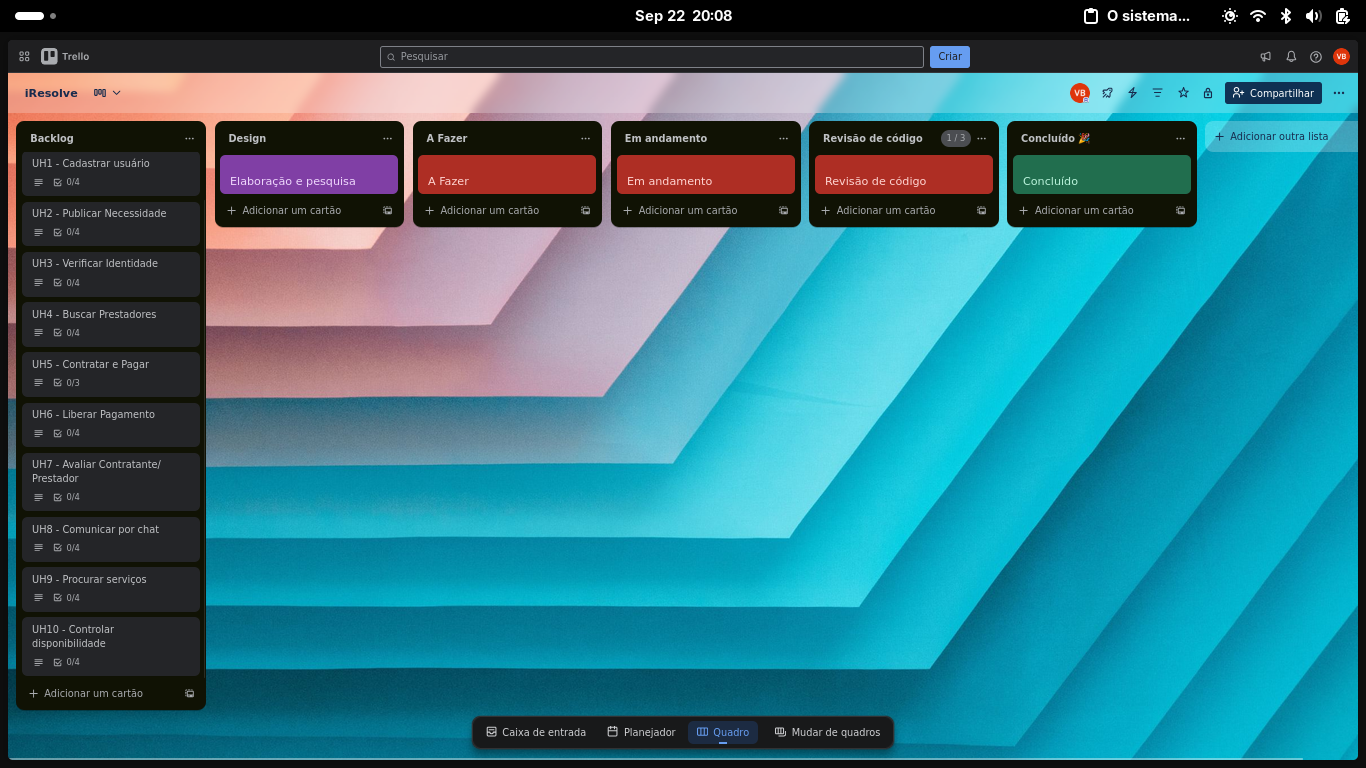 Sep 22 20:08
O sistema...
Trello
Pesquisar
Criar
VB
iResolve
VB
Compartilhar
Backlog
UH1 - Cadastrar usuário
0/4
UH2 - Publicar Necessidade
0/4
UH3 - Verificar Identidade
0/4
UH4 - Buscar Prestadores
0/4
UH5 - Contratar e Pagar
0/3
UH6 - Liberar Pagamento
0/4
UH7 - Avaliar Contratante/
Prestador
0/4
UH8 - Comunicar por chat
0/4
UH9 - Procurar serviços
0/4
UH10 - Controlar
disponibilidade
0/4
Adicionar um cartão
Design
Elaboração e pesquisa
Adicionar um cartão
A Fazer
A Fazer
Adicionar um cartão
Em andamento
Em andamento
Adicionar um cartão
Revisão de código
1 / 3
Revisão de código
Adicionar um cartão
Concluído 🎉
Concluído
Adicionar um cartão
Adicionar outra lista
Caixa de entrada
Planejador
Quadro
Mudar de quadros